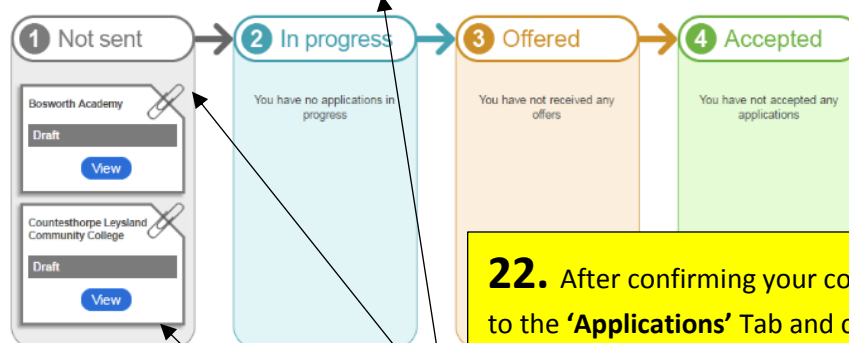 1 Not sent
2 In progress
3 Offered
4 Accepted
Bosworth Academy
Draft
View
Countesthorpe Leysland
Community College
Draft
View
You have no applications in
progress
You have not received any
offers
You have not accepted any
applications
22. After confirming your
to the 'Applications' Tab and